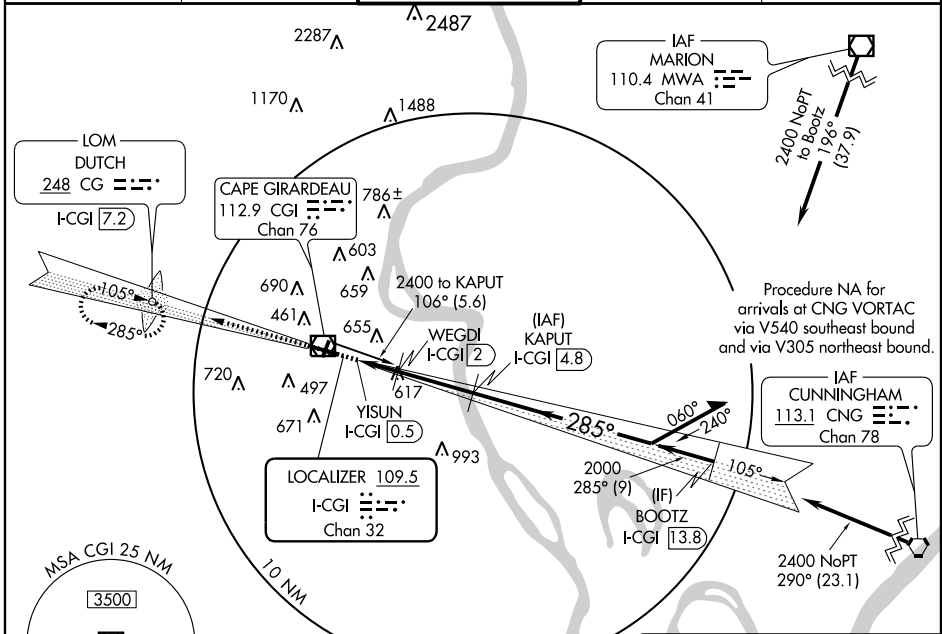 2487
2287
IAF
MARION
110.4 MWA
Chan 41
1170
1488
2400 NoPT
to Bootz
196°
(37.9)
LOM
DUTCH
248 CG
I-CGI 7.2
CAPE GIRARDEAU
112.9 CGI
Chan 76
786±
603
659
690
461
655
2400 to KAPUT
106° (5.6)
Procedure NA for
arrivals at CNG VORTAC
via V540 southeast bound
and via V305 northeast bound.
105°
285°
WEGDI
I-CGI 2
(IAF)
KAPUT
I-CGI 4.8
720
497
671
617
YISUN
I-CGI 0.5
285°
060°
240°
IAF
CUNNINGHAM
113.1 CNG
Chan 78
993
LOCALIZER 109.5
I-CGI
Chan 32
2000
285° (9)
(IF)
BOOTZ
I-CGI 13.8
105°
2400 NoPT
290° (23.1)
MSA CGI 25 NM
3500
10 NM